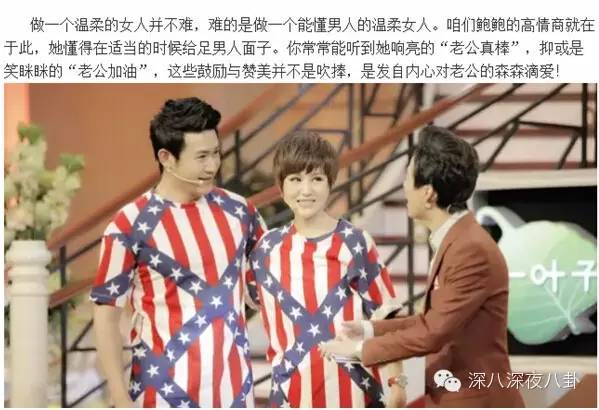 做一个温柔的女人并不难，难的是做一个能懂男人的温柔女人。咱们鲍鲍的高情商就在
于此，她懂得在适当的时候给足男人面子。你常常能听到她响亮的“老公真棒”，抑或是
笑眯眯的“老公加油”，这些鼓励与赞美并不是吹捧，是发自内心对老公的森森滴爱！
一叶子
深八深夜八卦